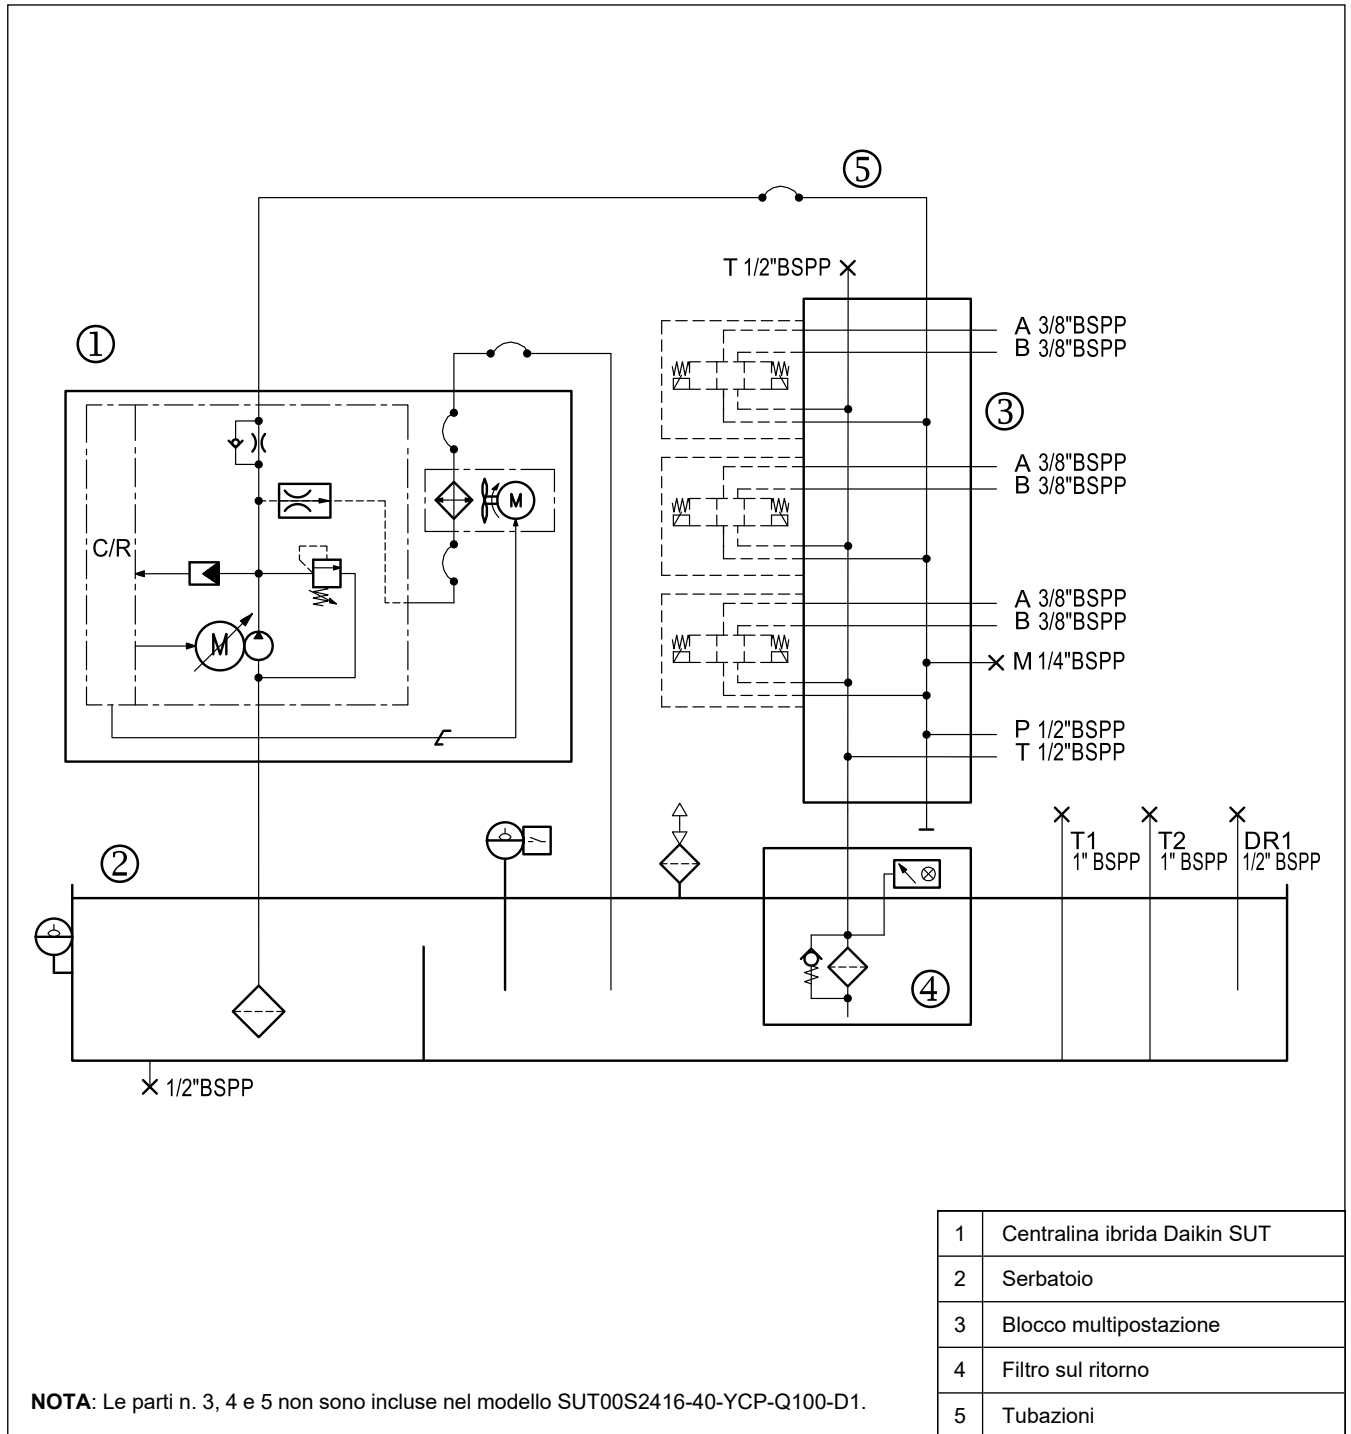 ⑤
T 1/2"BSPP
①
A 3/8"BSPP
B 3/8"BSPP
③
A 3/8"BSPP
B 3/8"BSPP
M
C/R
M
A 3/8"BSPP
B 3/8"BSPP
M 1/4"BSPP
P 1/2"BSPP
T 1/2"BSPP
②
T1
1" BSPP
T2
1" BSPP
DR1
1/2" BSPP
④
1/2"BSPP
1 Centralina ibrida Daikin SUT
2 Serbatoio
3 Blocco multipostazione
4 Filtro sul ritorno
5 Tubazioni
NOTA: Le parti n. 3, 4 e 5 non sono incluse nel modello SUT00S2416-40-YCP-Q100-D1.